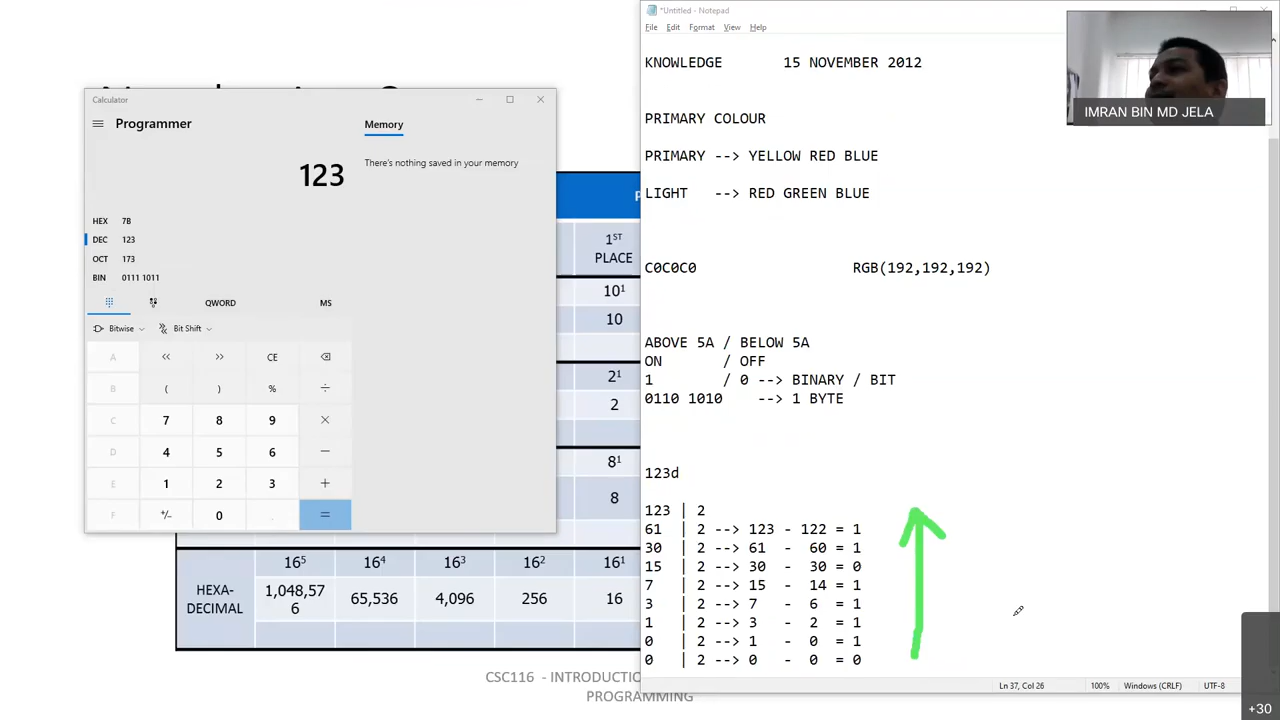 *Untitled - Notepad
File Edit Format View Help
KNOWLEDGE 15 NOVEMBER 2012
PRIMARY COLOUR
PRIMARY --> YELLOW RED BLUE
LIGHT --> RED GREEN BLUE
C0C0C0 RGB(192,192,192)
ABOVE 5A / BELOW 5A
ON / OFF
1 / 0 --> BINARY / BIT
0110 1010 --> 1 BYTE
123d
123 | 2
61 | 2 --> 123 - 122 = 1
30 | 2 --> 61 - 60 = 1
15 | 2 --> 30 - 30 = 0
7 | 2 --> 15 - 14 = 1
3 | 2 --> 7 - 6 = 1
1 | 2 --> 3 - 2 = 1
0 | 2 --> 1 - 0 = 1
0 | 2 --> 0 - 0 = 0
Ln 37, Col 26 100% Windows (CRLF) UTF-8
IMRAN BIN MD JELA
+30
Calculator
Programmer
Memory
There's nothing saved in your memory
123
HEX 7B
DEC 123
OCT 173
BIN 0111 1011
QWORD MS
Bitwise Bit Shift
A << >> CE
B ( ) % ÷
C 7 8 9 ×
D 4 5 6 −
E 1 2 3 +
F +/- 0 . =
1ST
PLACE
10¹
10
2¹
2
8¹
8
16⁵ 16⁴ 16³ 16² 16¹
HEXA-
DECIMAL
1,048,57
6
65,536 4,096 256 16
CSC116 - INTRODUCTIO
PROGRAMMING